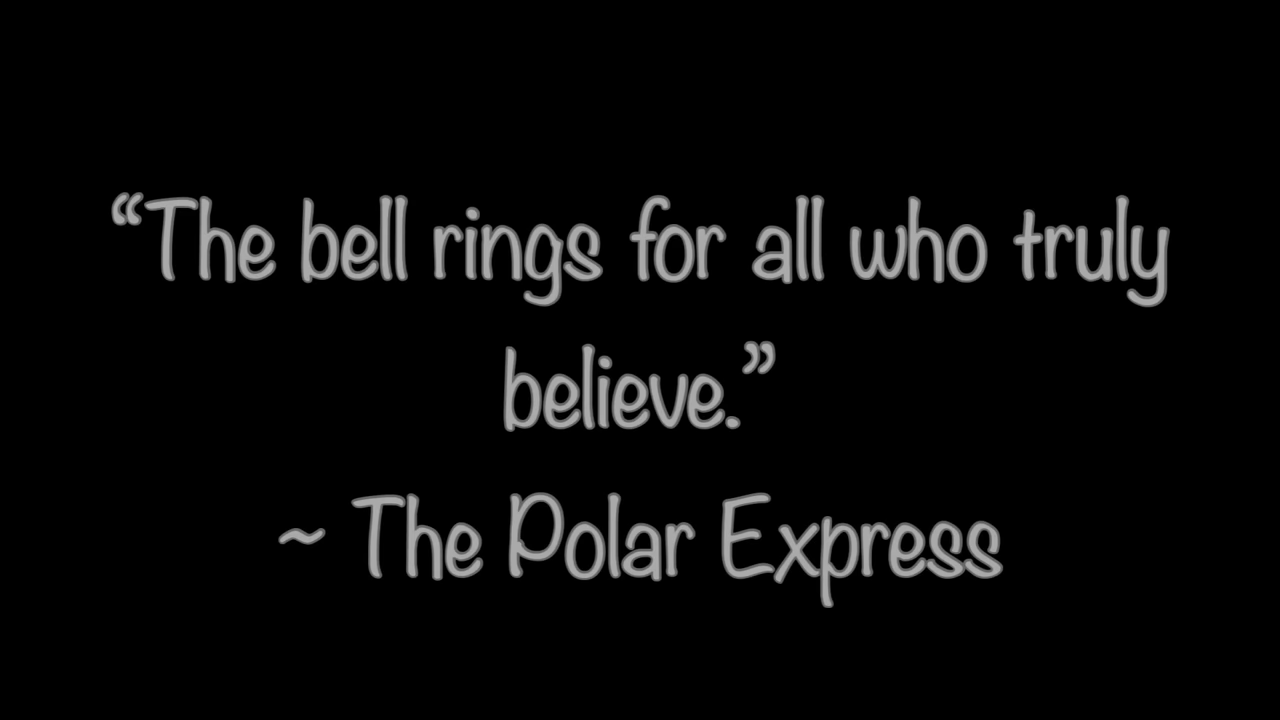 “The bell rings for all who truly
believe.”
~ The Polar Express